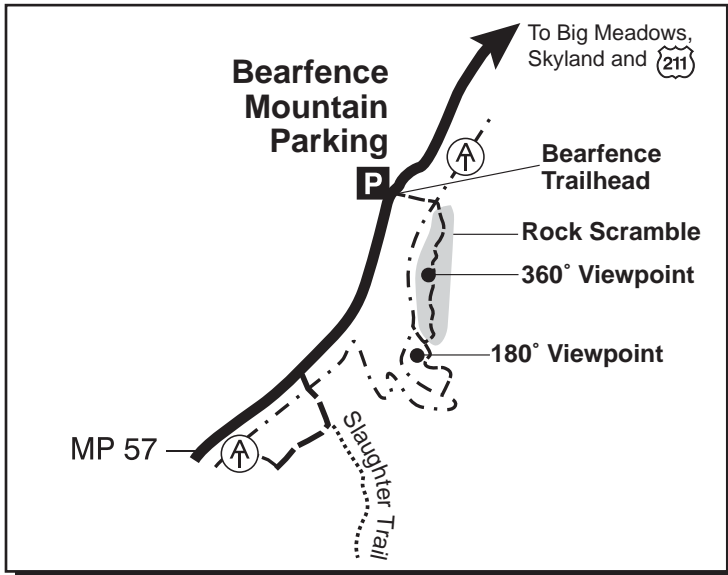 To Big Meadows,
Skyland and 211
Bearfence
Mountain
Parking
P
A
Bearfence
Trailhead
Rock Scramble
360° Viewpoint
180° Viewpoint
MP 57
A
Slaughter Trail